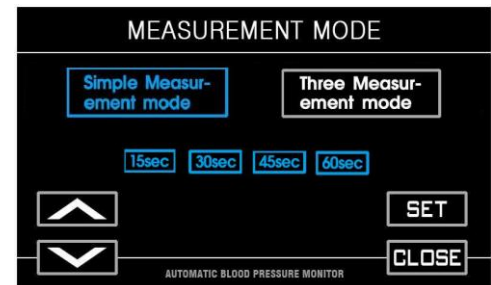 MEASUREMENT MODE
Simple Measur-
ement mode
Three Measur-
ement mode
15sec 30sec 45sec 60sec
SET
CLOSE
AUTOMATIC BLOOD PRESSURE MONITOR